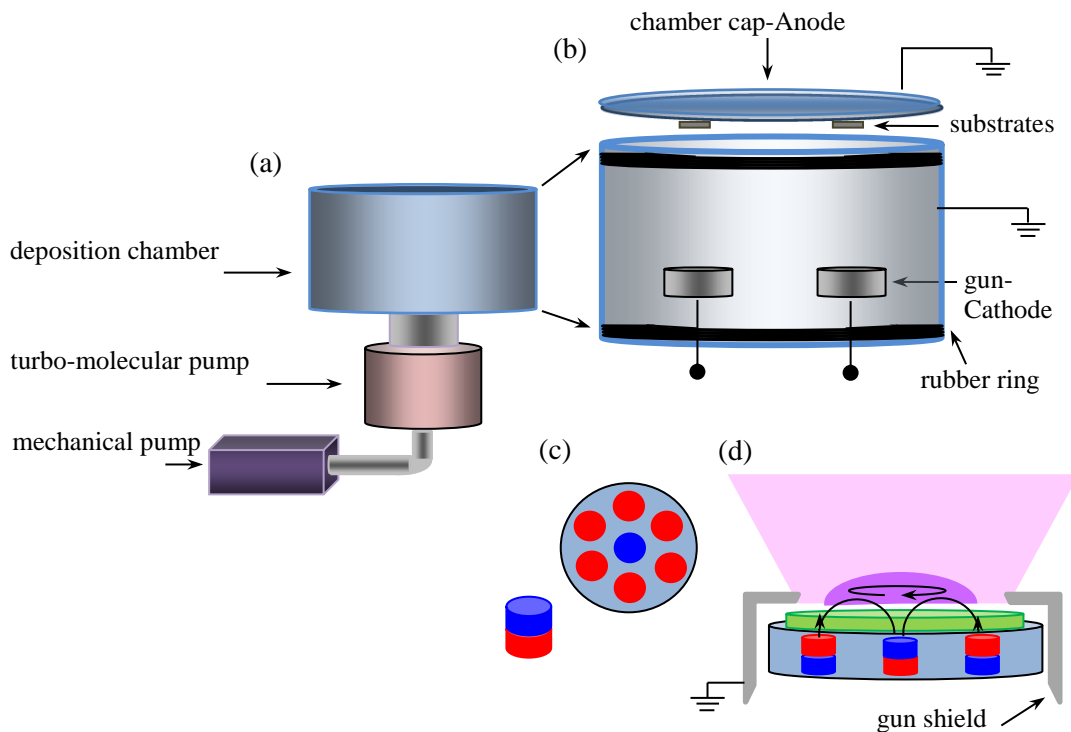 chamber cap-Anode
(b)
substrates
(a)
deposition chamber
gun-
Cathode
turbo-molecular pump
rubber ring
mechanical pump
(c)
(d)
gun shield